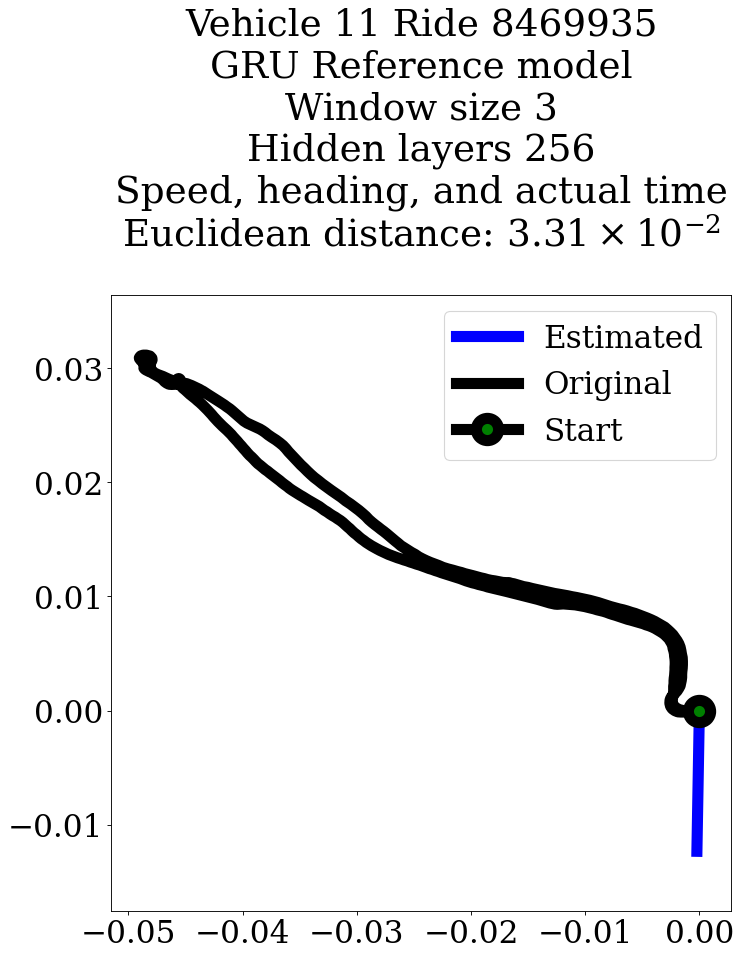 Vehicle 11 Ride 8469935
GRU Reference model
Window size 3
Hidden layers 256
Speed, heading, and actual time
Euclidean distance: 3.31 × 10⁻²
Estimated
Original
Start
0.03
0.02
0.01
0.00
−0.01
−0.05 −0.04 −0.03 −0.02 −0.01 0.00